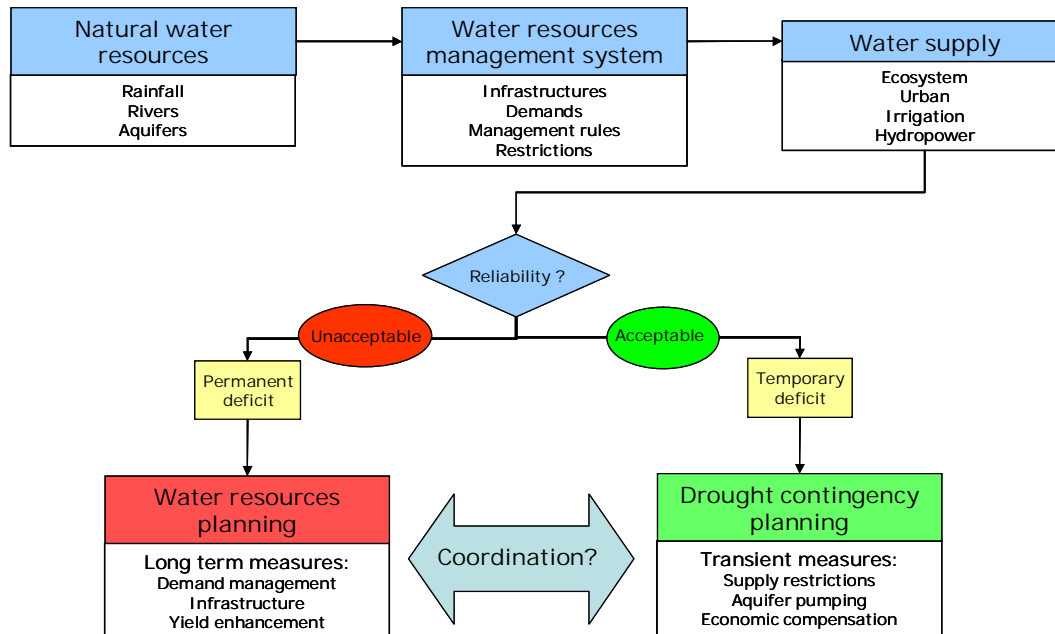 Natural water
resources
Rainfall
Rivers
Aquifers
Water resources
management system
Infrastructures
Demands
Management rules
Restrictions
Water supply
Ecosystem
Urban
Irrigation
Hydropower
Reliability ?
Unacceptable
Acceptable
Permanent
deficit
Temporary
deficit
Water resources
planning
Long term measures:
Demand management
Infrastructure
Yield enhancement
Coordination?
Drought contingency
planning
Transient measures:
Supply restrictions
Aquifer pumping
Economic compensation